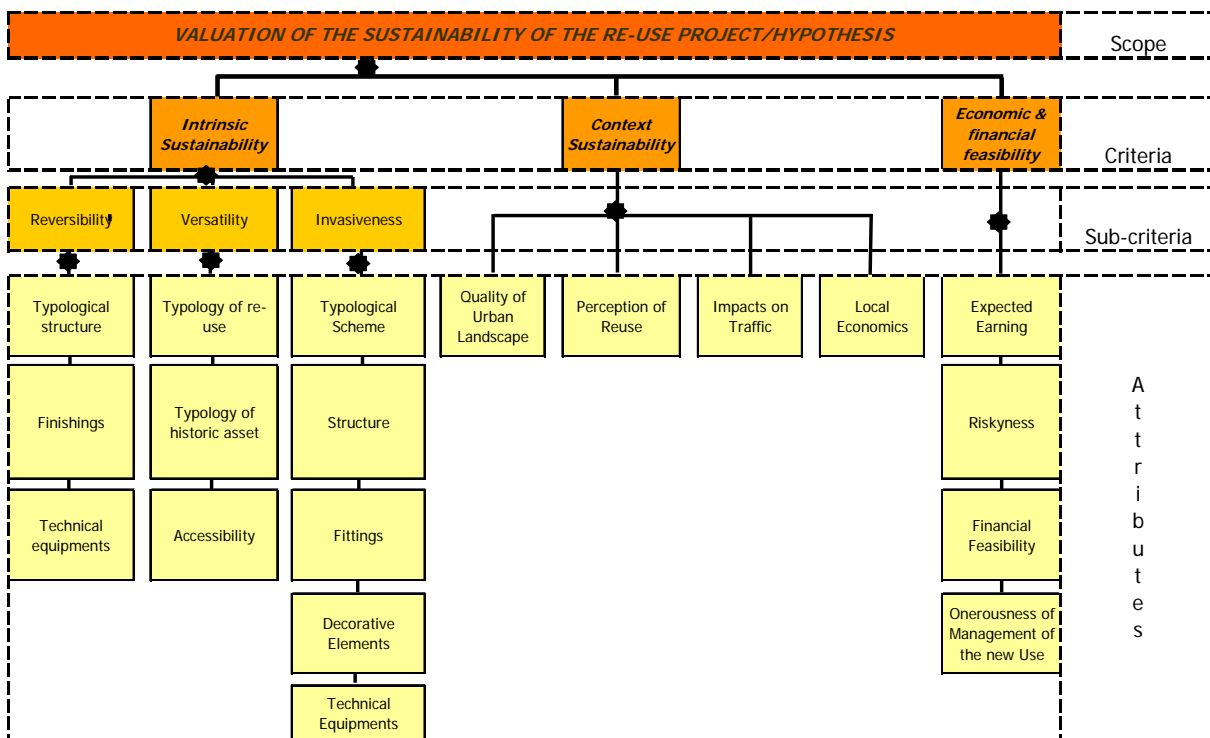 VALUATION OF THE SUSTAINABILITY OF THE RE-USE PROJECT/HYPOTHESIS
Scope
Intrinsic
Sustainability
Context
Sustainability
Economic &
financial
feasibility
Criteria
Reversibility
Versatility
Invasiveness
Sub-criteria
Typological
structure
Typology of re-
use
Typological
Scheme
Quality of
Urban
Landscape
Perception of
Reuse
Impacts on
Traffic
Local
Economics
Expected
Earning
Finishings
Typology of
historic asset
Structure
Riskyness
Technical
equipments
Accessibility
Fittings
Financial
Feasibility
Decorative
Elements
Onerousness of
Management of
the new Use
Technical
Equipments
A
t
t
r
i
b
u
t
e
s